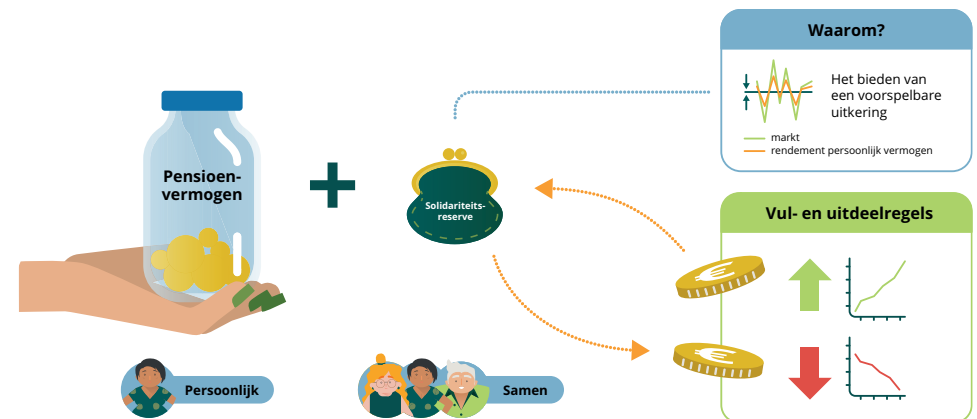 Waarom?
Het bieden van
een voorspelbare
uitkering
markt
rendement persoonlijk vermogen
Pensioen-
vermogen
Solidariteits-
reserve
Vul- en uitdeelregels
Persoonlijk
Samen